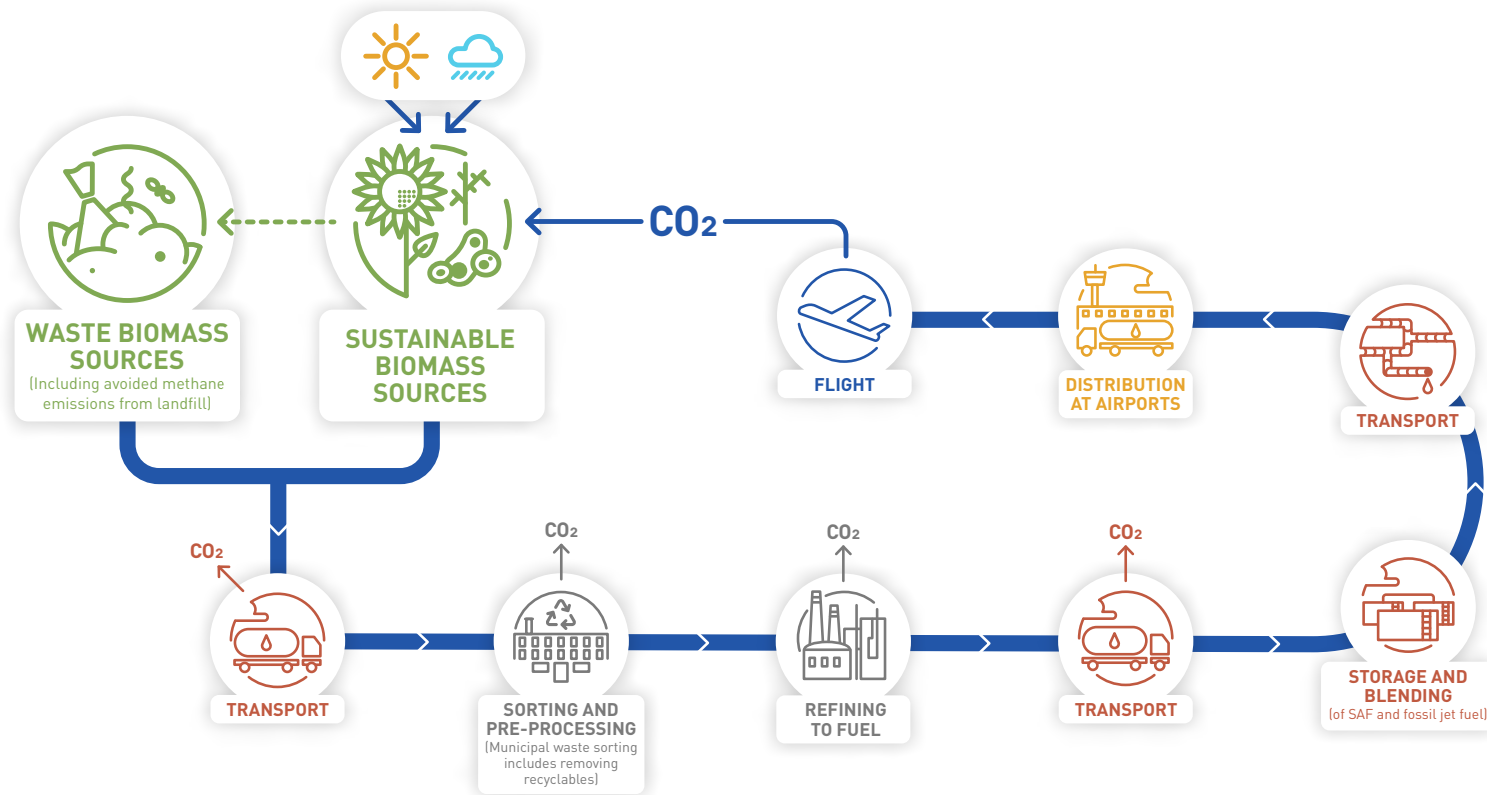 CO2
WASTE BIOMASS
SOURCES
(Including avoided methane
emissions from landfill)
SUSTAINABLE
BIOMASS
SOURCES
FLIGHT
DISTRIBUTION
AT AIRPORTS
TRANSPORT
CO2
TRANSPORT
CO2
SORTING AND
PRE-PROCESSING
(Municipal waste sorting
includes removing
recyclables)
CO2
REFINING
TO FUEL
CO2
TRANSPORT
STORAGE AND
BLENDING
(of SAF and fossil jet fuel)